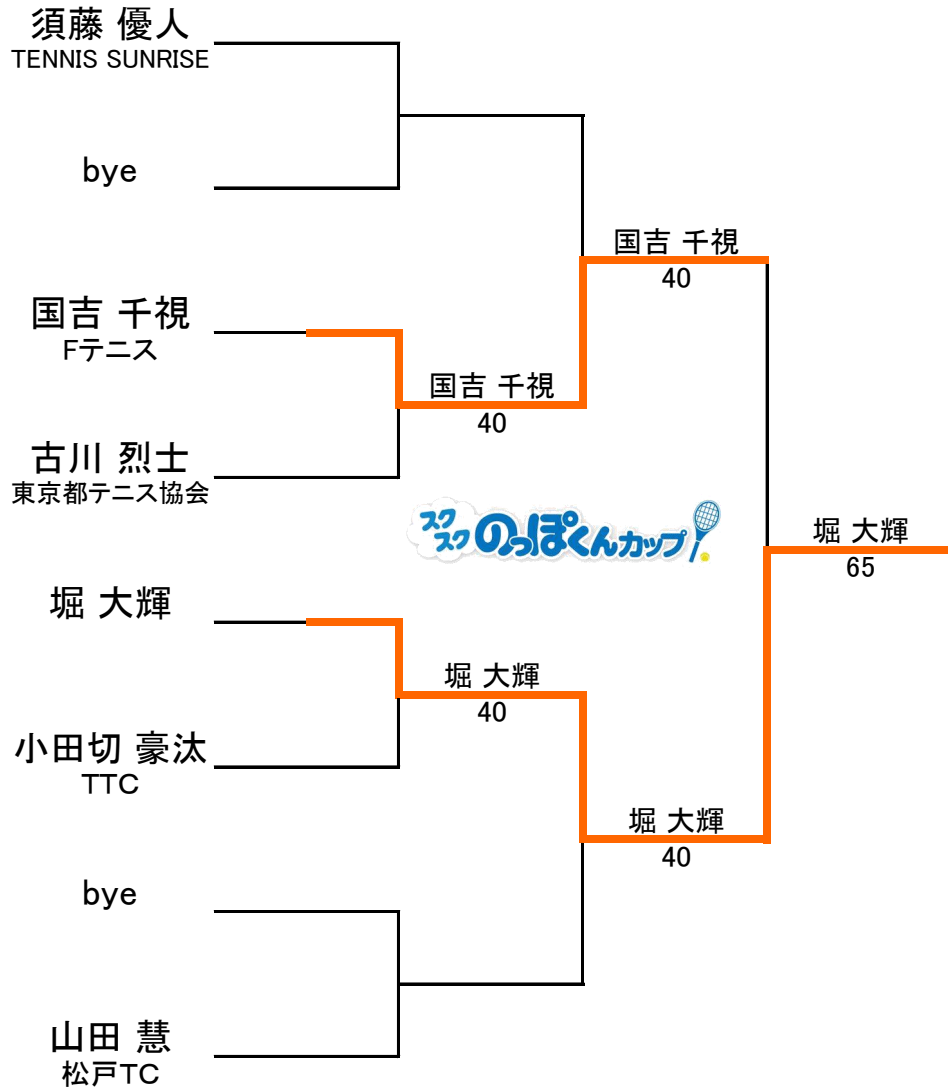 須藤 優人
TENNIS SUNRISE
bye
国吉 千視
Fテニス
古川 烈士
東京都テニス協会
堀 大輝
小田切 豪汰
TTC
bye
山田 慧
松戸TC
国吉 千視
40
堀 大輝
40
国吉 千視
40
堀 大輝
40
スクスクのっぽくんカップ
堀 大輝
65